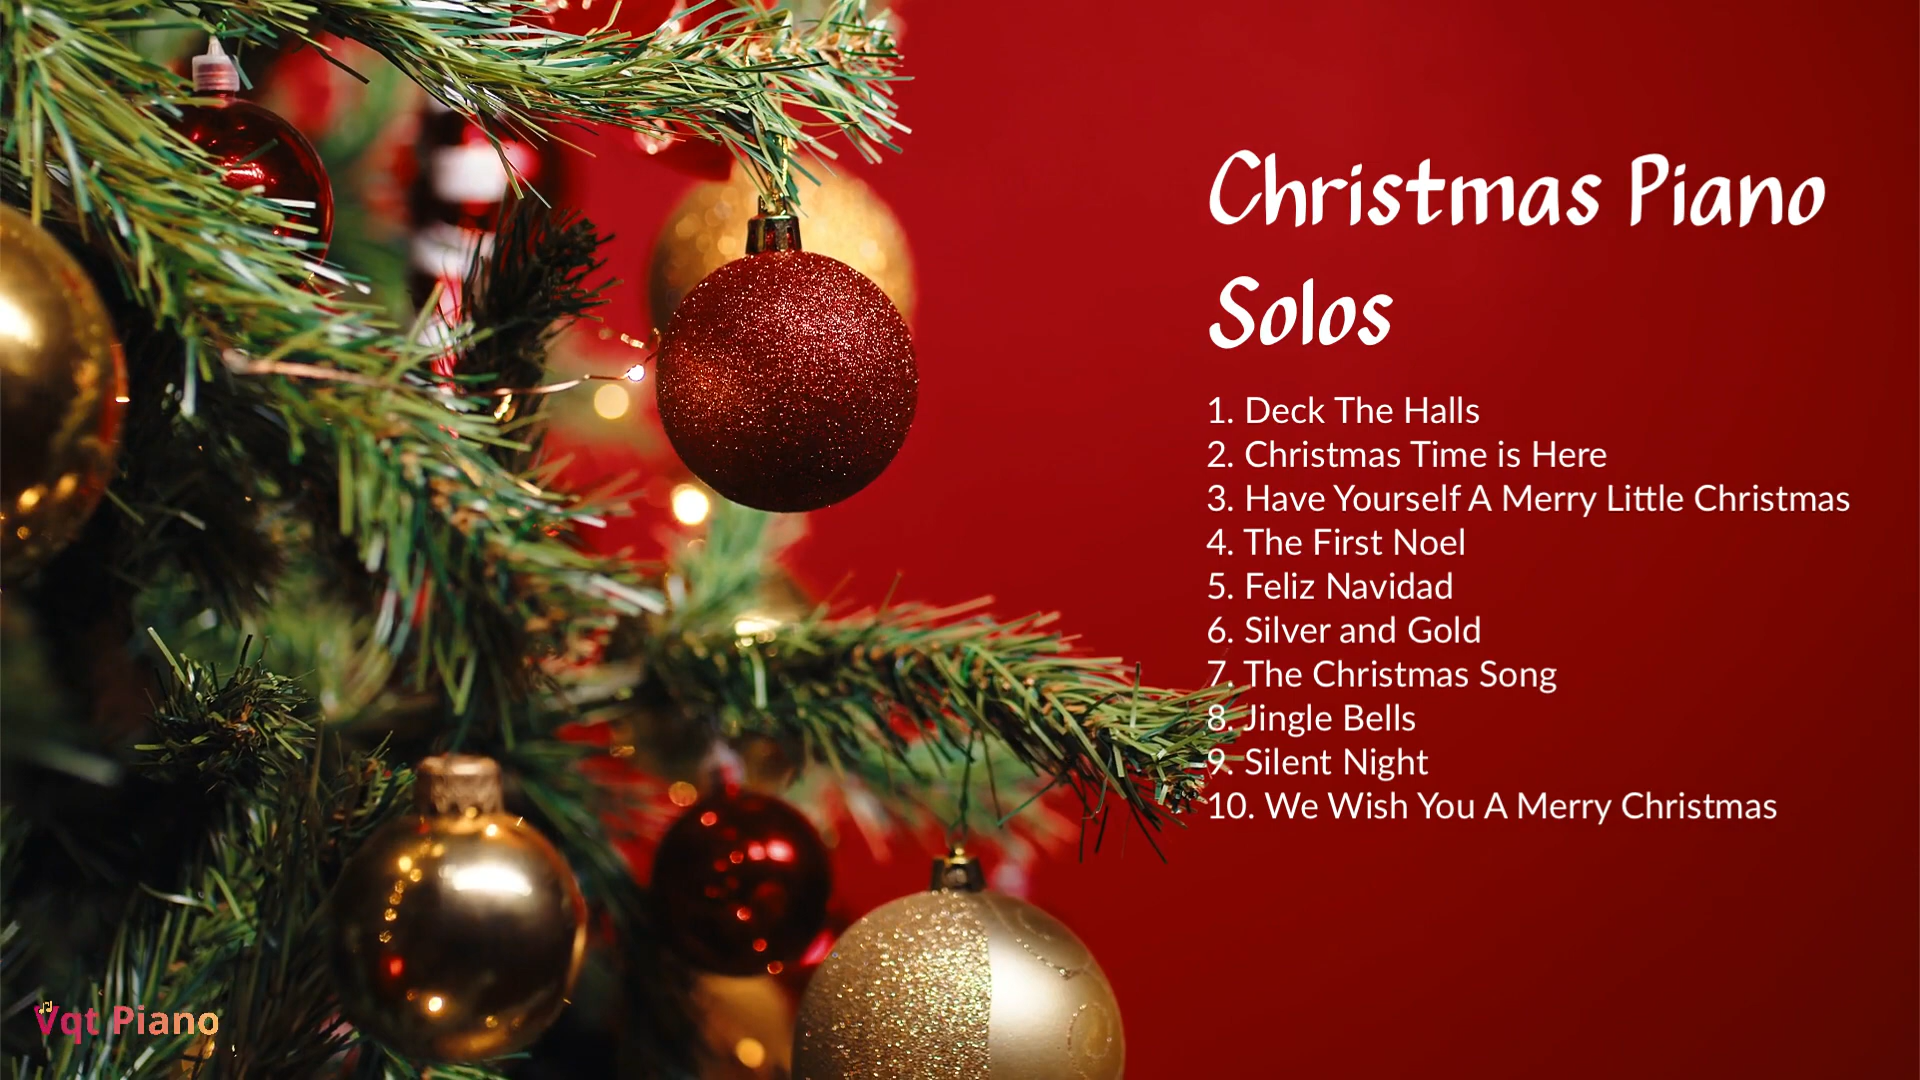 Christmas Piano
Solos
1. Deck The Halls
2. Christmas Time is Here
3. Have Yourself A Merry Little Christmas
4. The First Noel
5. Feliz Navidad
6. Silver and Gold
7. The Christmas Song
8. Jingle Bells
9. Silent Night
10. We Wish You A Merry Christmas
Vqt Piano